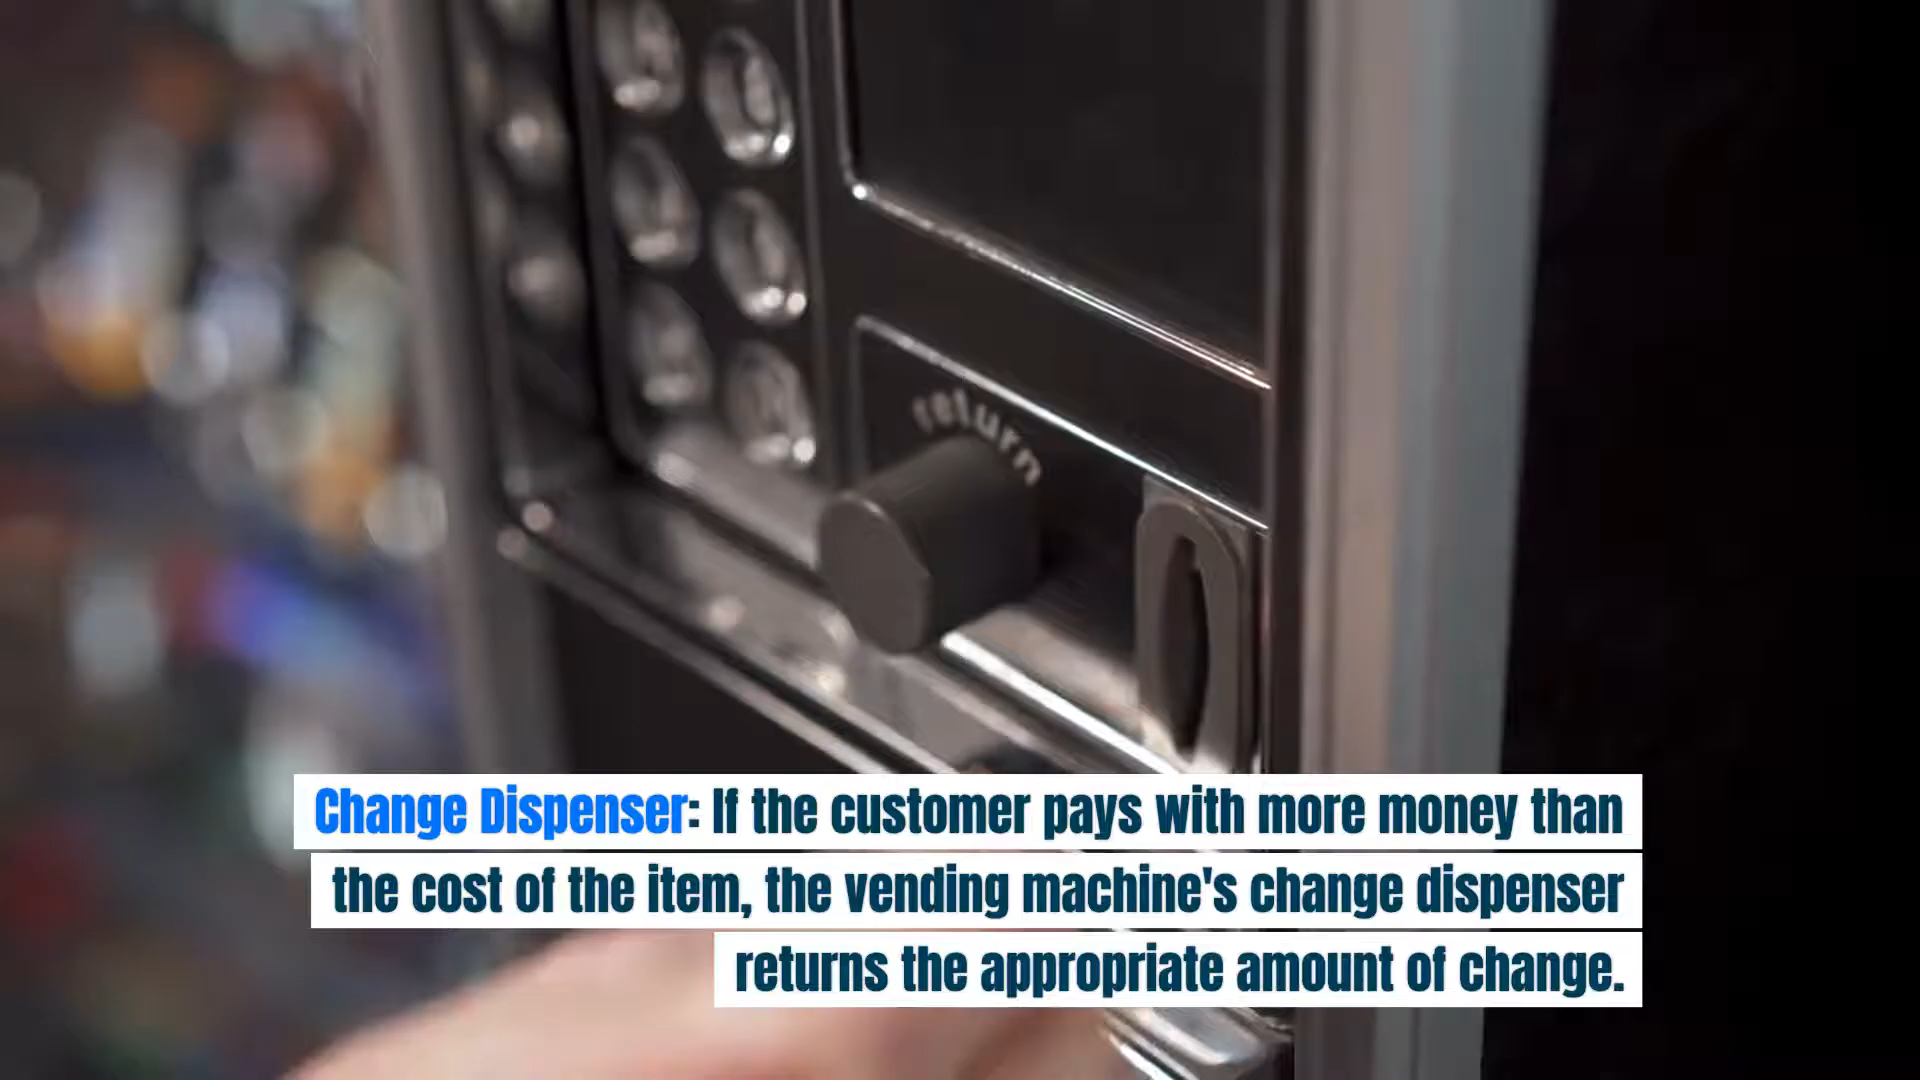 return
Change Dispenser: If the customer pays with more money than
the cost of the item, the vending machine's change dispenser
returns the appropriate amount of change.